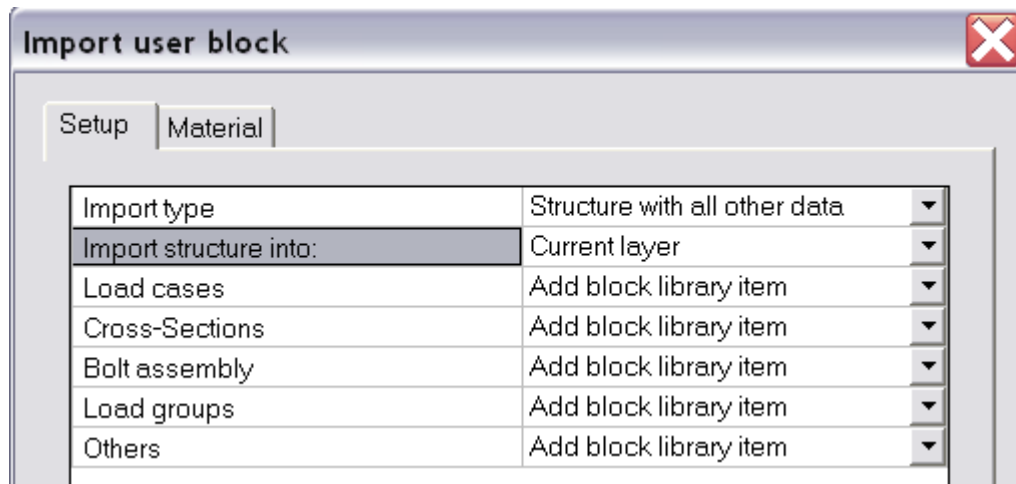 Import user block
Setup Material
Import type Structure with all other data
Import structure into: Current layer
Load cases Add block library item
Cross-Sections Add block library item
Bolt assembly Add block library item
Load groups Add block library item
Others Add block library item